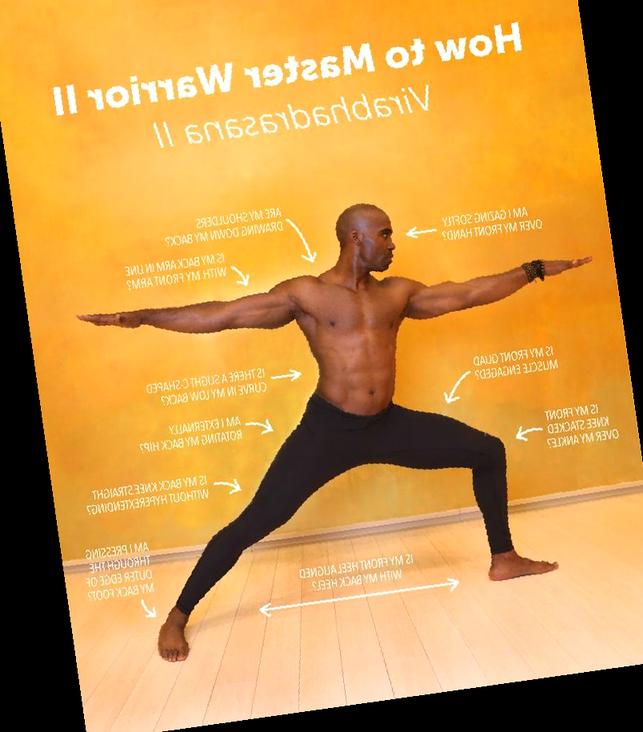 How to Master Warrior II
Virabhadrasana II
ARE MY SHOULDERS
DRAWING DOWN MY BACK?
AM I GAZING SOFTLY
OVER MY FRONT HAND?
IS MY BACK ARM IN LINE
WITH MY FRONT ARM?
IS THERE A SLIGHT C-SHAPED
CURVE IN MY LOW BACK?
IS MY FRONT QUAD
MUSCLE ENGAGED?
AM I EXTERNALLY
ROTATING MY BACK HIP?
IS MY FRONT
KNEE STACKED
OVER MY ANKLE?
IS MY BACK KNEE STRAIGHT
WITHOUT HYPEREXTENDING?
AM I PRESSING
THROUGH THE
OUTER EDGE OF
MY BACK FOOT?
IS MY FRONT HEEL ALIGNED
WITH MY BACK HEEL?